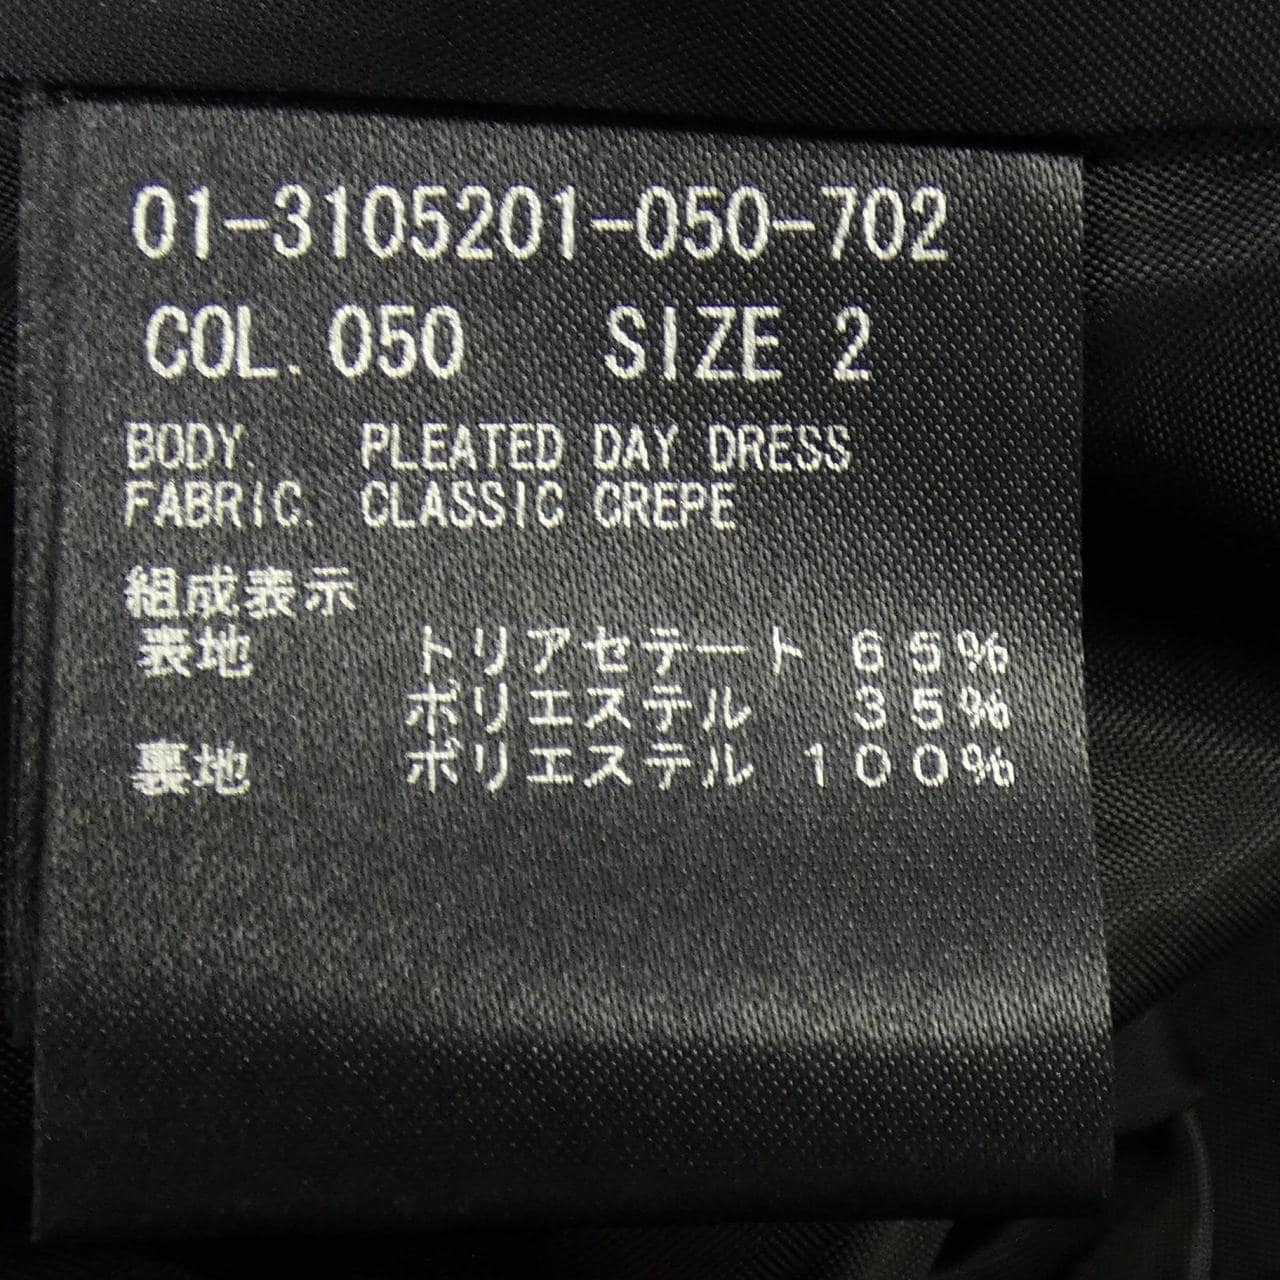 01-3105201-050-702
COL. 050 SIZE 2
BODY. PLEATED DAY DRESS
FABRIC. CLASSIC CREPE
組成表示
表地 トリアセテート 65%
ポリエステル 35%
裏地 ポリエステル 100%